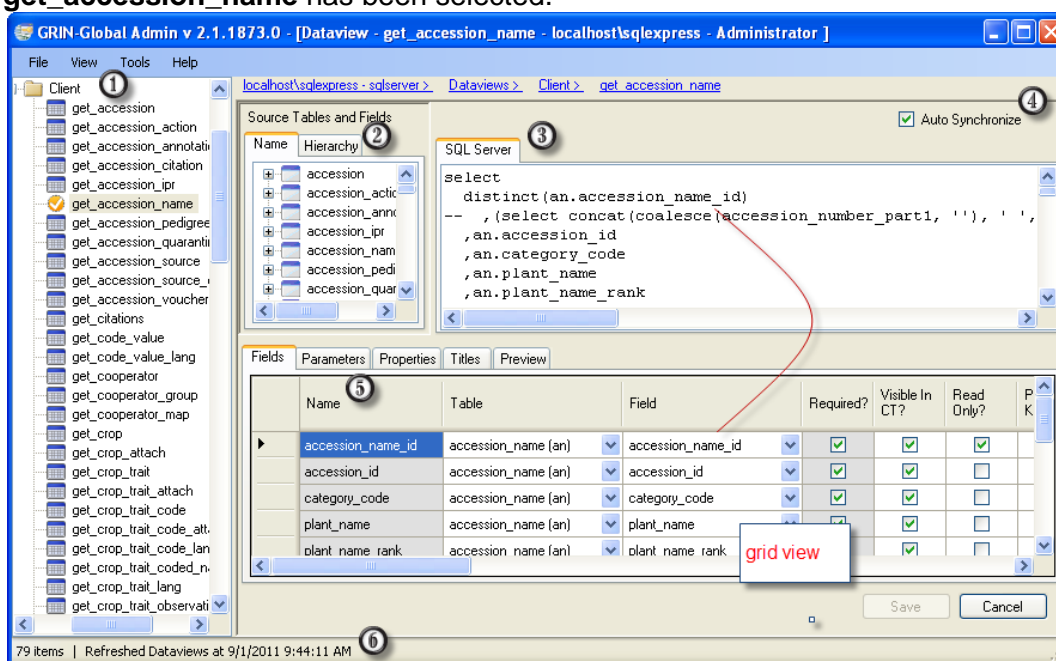 get_accession_name has been selected.
GRIN-Global Admin v 2.1.1873.0 - [Dataview - get_accession_name - localhost\sqlexpress - Administrator ]
File View Tools Help
Client 1
get_accession
get_accession_action
get_accession_annotati
get_accession_citation
get_accession_ipr
get_accession_name
get_accession_pedigree
get_accession_quaranti
get_accession_source
get_accession_source_
get_accession_voucher
get_citations
get_code_value
get_code_value_lang
get_cooperator
get_cooperator_group
get_cooperator_map
get_crop
get_crop_attach
get_crop_trait
get_crop_trait_attach
get_crop_trait_code
get_crop_trait_code_att
get_crop_trait_code_lan
get_crop_trait_coded_n
get_crop_trait_lang
get_crop_trait_observati
localhost\sqlexpress - sqlserver > Dataviews > Client > get_accession_name
Source Tables and Fields
Name Hierarchy 2
accession
accession_actic
accession_anno
accession_ipr
accession_nam
accession_pedi
accession_quar
SQL Server 3
Auto Synchronize 4
select
distinct(an.accession_name_id)
-- ,(select concat(coalesce(accession_number_part1, ''), ' ',
,an.accession_id
,an.category_code
,an.plant_name
,an.plant_name_rank
Fields Parameters Properties Titles Preview
5
Name Table Field Required? Visible In CT? Read Only? P K
accession_name_id accession_name (an) accession_name_id
accession_id accession_name (an) accession_id
category_code accession_name (an) category_code
plant_name accession_name (an) plant_name
plant_name_rank accession_name (an) plant_name_rank
grid view
Save Cancel
79 items | Refreshed Dataviews at 9/1/2011 9:44:11 AM 6